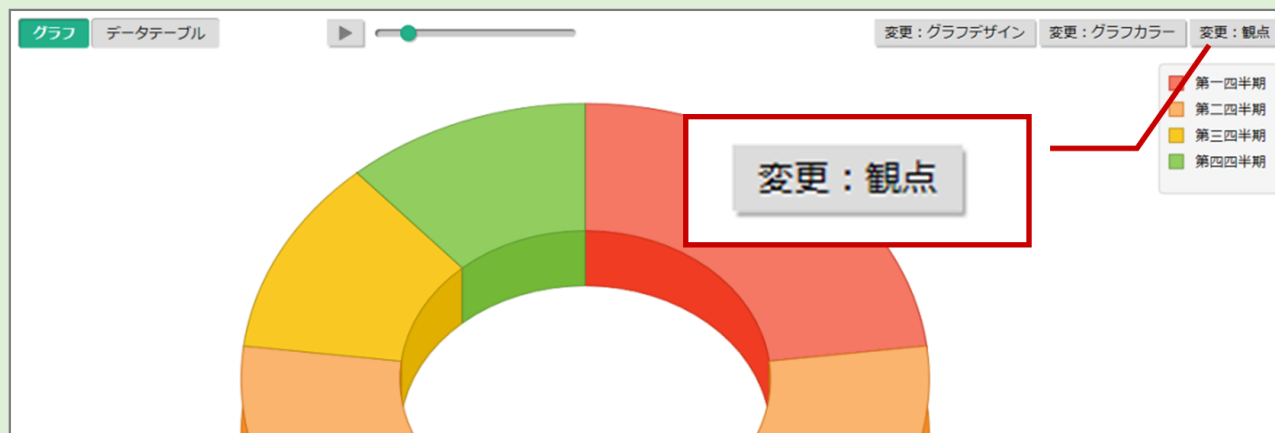 グラフ データテーブル 変更：グラフデザイン 変更：グラフカラー 変更：観点
第一四半期
第二四半期
第三四半期
第四四半期
変更：観点